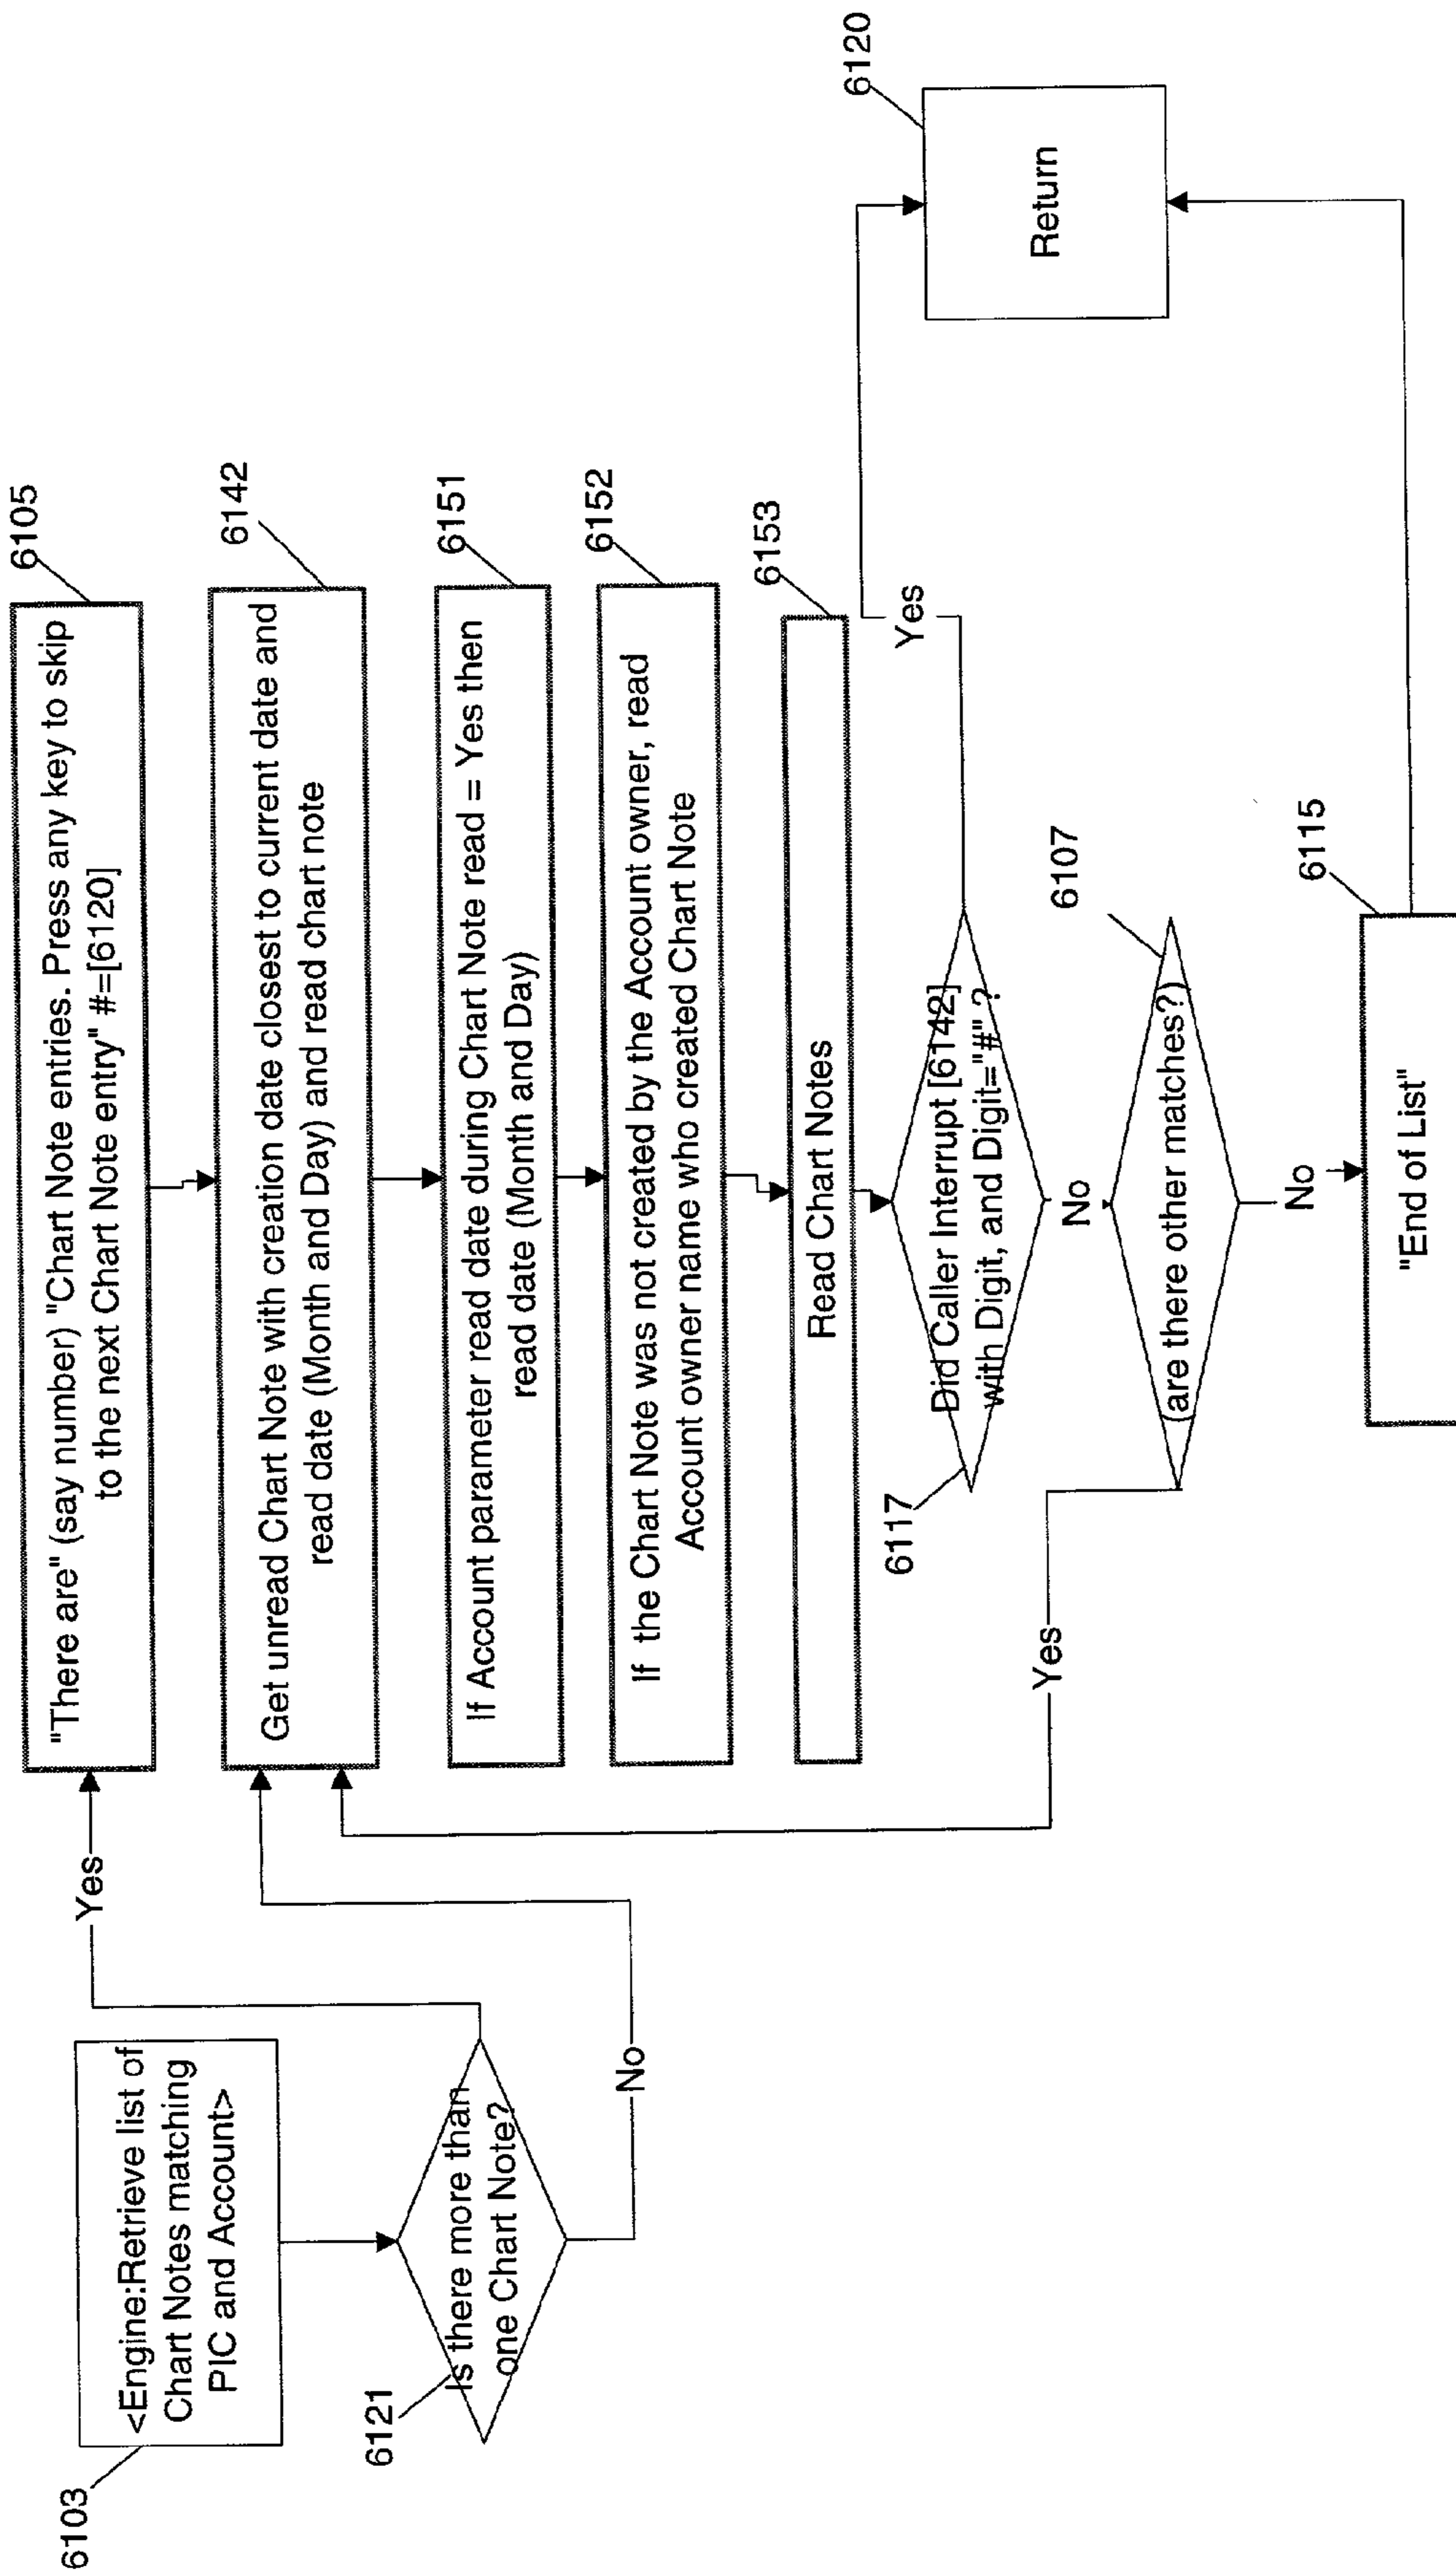 6103
<Engine:Retrieve list of
Chart Notes matching
PIC and Account>
6121
Is there more than
one Chart Note?
Yes
No
6105
"There are" (say number) "Chart Note entries. Press any key to skip
to the next Chart Note entry" #=[6120]
6142
Get unread Chart Note with creation date closest to current date and
read date (Month and Day) and read chart note
6151
If Account parameter read date during Chart Note read = Yes then
read date (Month and Day)
6152
If the Chart Note was not created by the Account owner, read
Account owner name who created Chart Note
6153
Read Chart Notes
6117
Did Caller Interrupt [6142]
with Digit, and Digit="#" ?
Yes
No
6107
(are there other matches?)
Yes
No
6115
"End of List"
6120
Return